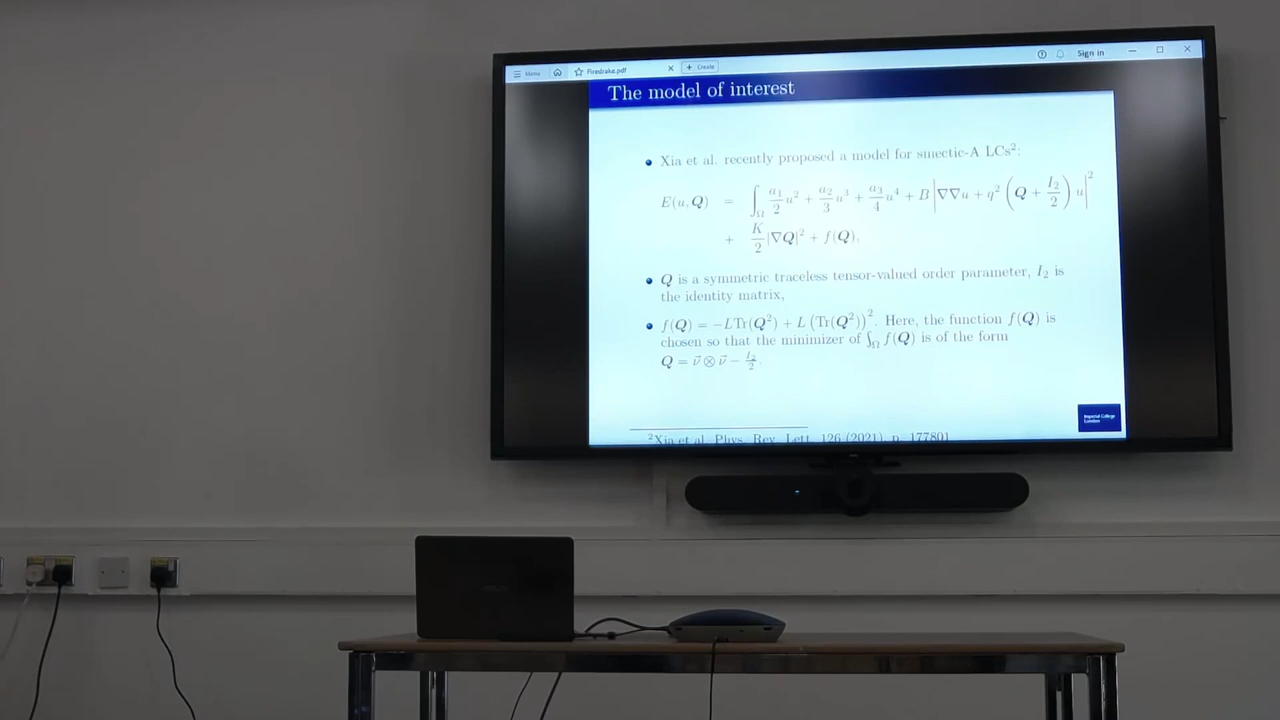 Menu
Firedrake.pdf
Create
Sign in
The model of interest
• Xia et al. recently proposed a model for smectic-A LCs²:
E(u, Q) = ∫_Ω a₁/2 u² + a₂/3 u³ + a₃/4 u⁴ + B |∇∇u + q² (Q + I₂/2) u|²
+ K/2 |∇Q|² + f(Q),
• Q is a symmetric traceless tensor-valued order parameter, I₂ is
the identity matrix,
• f(Q) = −LTr(Q²) + L (Tr(Q²))². Here, the function f(Q) is
chosen so that the minimizer of ∫_Ω f(Q) is of the form
Q = ν⃗ ⊗ ν⃗ − I₂/2.
Imperial College
London
²Xia et al. Phys. Rev. Lett. 126 (2021), p. 177801